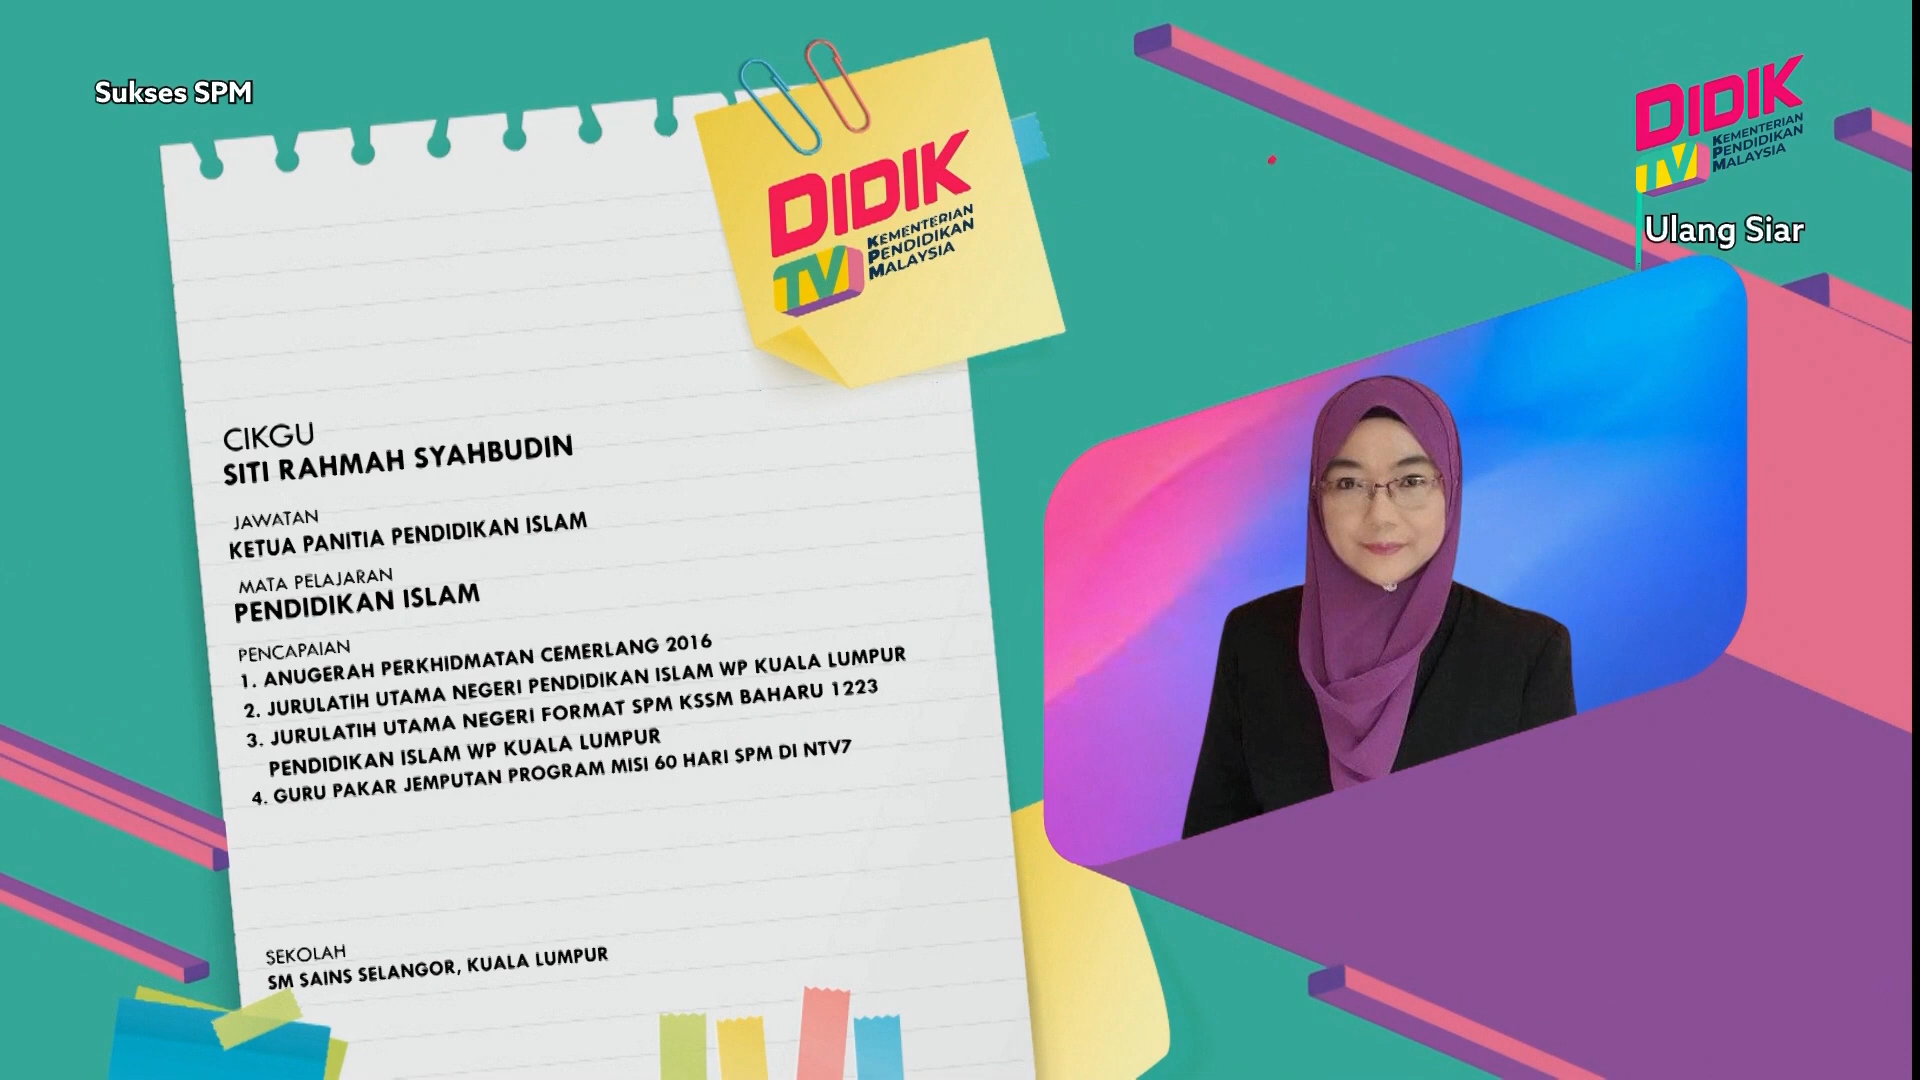 Sukses SPM
DIDIK
TV
KEMENTERIAN
PENDIDIKAN
MALAYSIA
DIDIK
TV
KEMENTERIAN
PENDIDIKAN
MALAYSIA
Ulang Siar
CIKGU
SITI RAHMAH SYAHBUDIN
JAWATAN
KETUA PANITIA PENDIDIKAN ISLAM
MATA PELAJARAN
PENDIDIKAN ISLAM
PENCAPAIAN
1. ANUGERAH PERKHIDMATAN CEMERLANG 2016
2. JURULATIH UTAMA NEGERI PENDIDIKAN ISLAM WP KUALA LUMPUR
3. JURULATIH UTAMA NEGERI FORMAT SPM KSSM BAHARU 1223
PENDIDIKAN ISLAM WP KUALA LUMPUR
4. GURU PAKAR JEMPUTAN PROGRAM MISI 60 HARI SPM DI NTV7
SEKOLAH
SM SAINS SELANGOR, KUALA LUMPUR